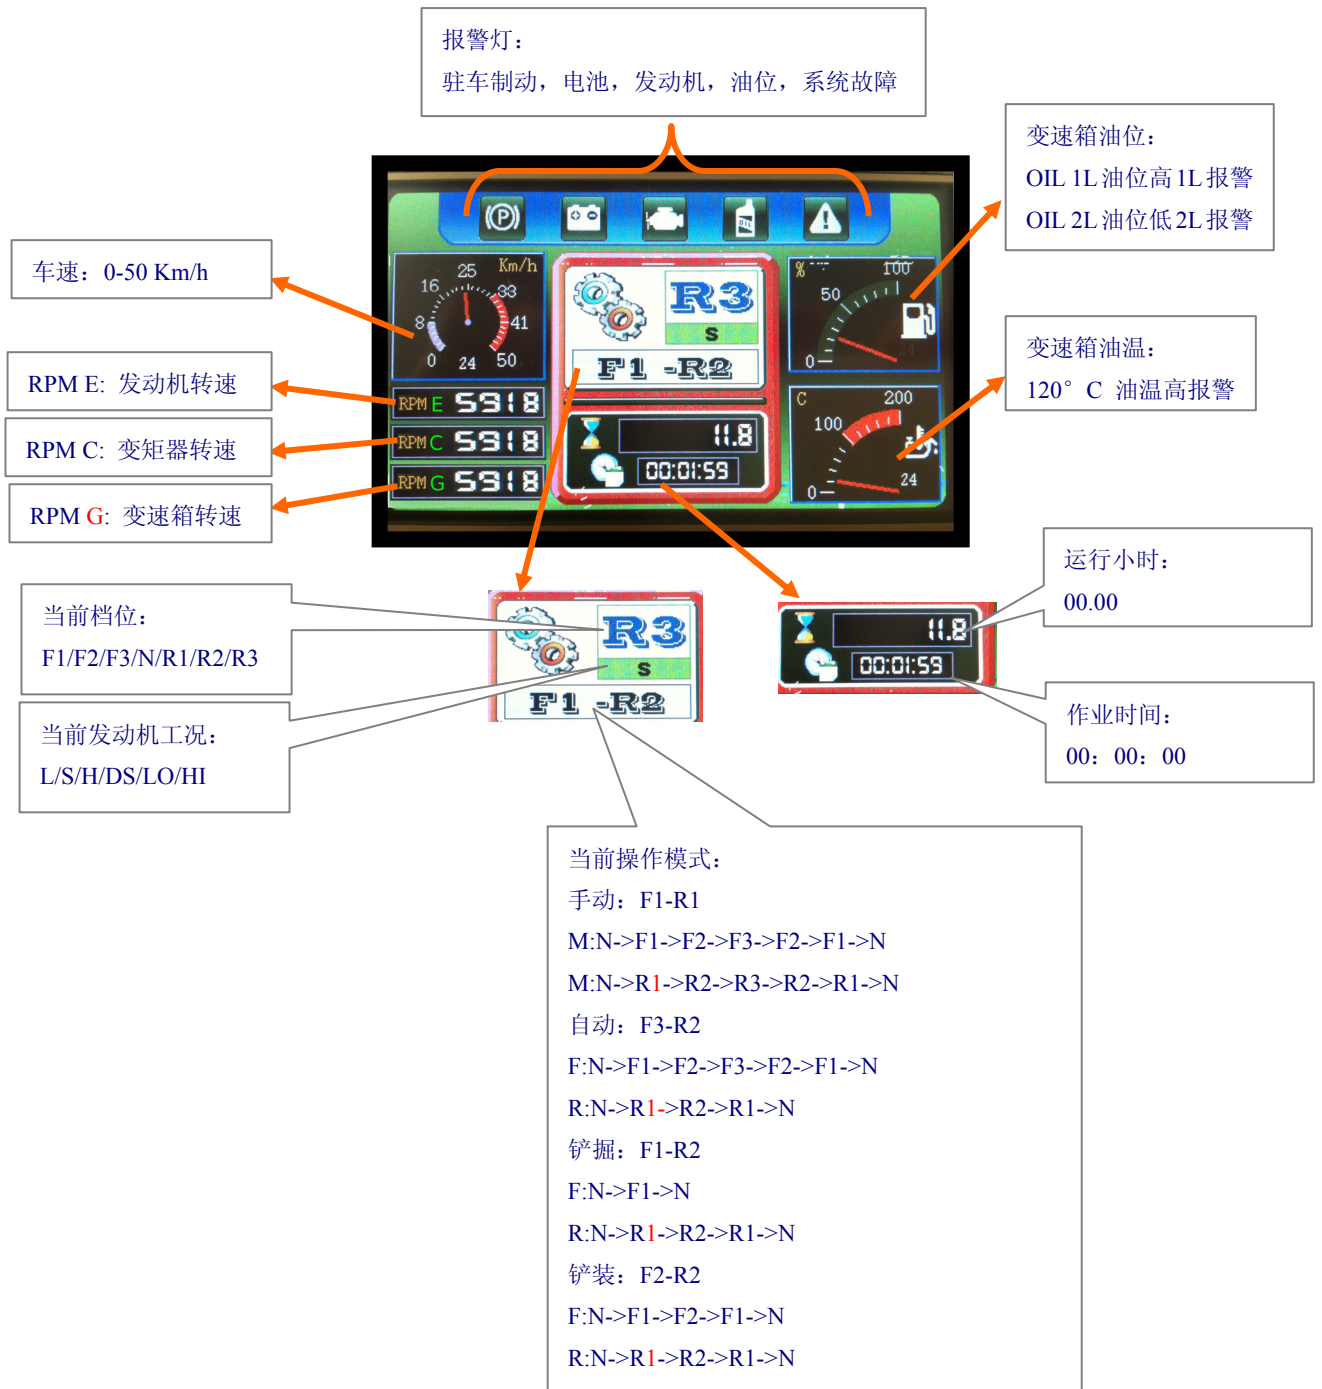 报警灯：
驻车制动，电池，发动机，油位，系统故障
变速箱油位：
OIL 1L 油位高1L报警
OIL 2L 油位低2L报警
车速：0-50 Km/h
变速箱油温：
120°C 油温高报警
RPM E: 发动机转速
RPM C: 变矩器转速
RPM G: 变速箱转速
(P)
OIL
Km/h
0
8
16
25
33
41
50
24
RPM E 5918
RPM C 5918
RPM G 5918
R3
S
F1 -R2
11.8
00:01:59
%
0
50
100
24
C
0
100
200
24
当前档位：
F1/F2/F3/N/R1/R2/R3
当前发动机工况：
L/S/H/DS/LO/HI
R3
S
F1 -R2
11.8
00:01:59
运行小时：
00.00
作业时间：
00：00：00
当前操作模式：
手动：F1-R1
M:N->F1->F2->F3->F2->F1->N
M:N->R1->R2->R3->R2->R1->N
自动：F3-R2
F:N->F1->F2->F3->F2->F1->N
R:N->R1->R2->R1->N
铲掘：F1-R2
F:N->F1->N
R:N->R1->R2->R1->N
铲装：F2-R2
F:N->F1->F2->F1->N
R:N->R1->R2->R1->N